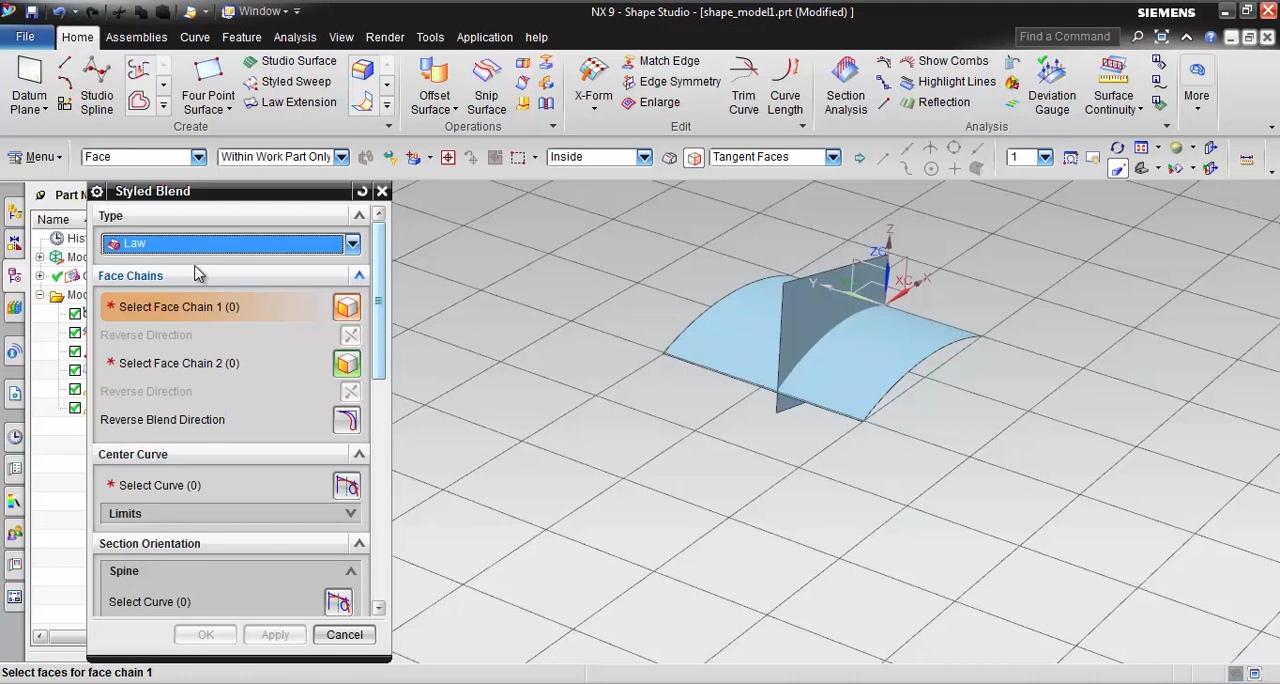 Window
NX 9 - Shape Studio - [shape_model1.prt (Modified) ]
SIEMENS
File
Home
Assemblies
Curve
Feature
Analysis
View
Render
Tools
Application
help
Find a Command
Datum Plane
Studio Spline
Four Point Surface
Studio Surface
Styled Swp
Law Extension
Create
Offset Surface
Snip Surface
Operations
X-Form
Match Edge
Edge Symmetry
Enlarge
Trim Curve
Curve Length
Edit
Section Analysis
Show Combs
Highlight Lines
Reflection
Deviation Gauge
Surface Continuity
Analysis
More
Menu
Face
Within Work Part Only
Inside
Tangent Faces
1
Part
Name
Styled Blend
Type
Law
Face Chains
* Select Face Chain 1 (0)
Reverse Direction
* Select Face Chain 2 (0)
Reverse Direction
Reverse Blend Direction
Center Curve
* Select Curve (0)
Limits
Section Orientation
Spine
Select Curve (0)
OK
Apply
Cancel
Z
ZC
XC
X
Y
Select faces for face chain 1